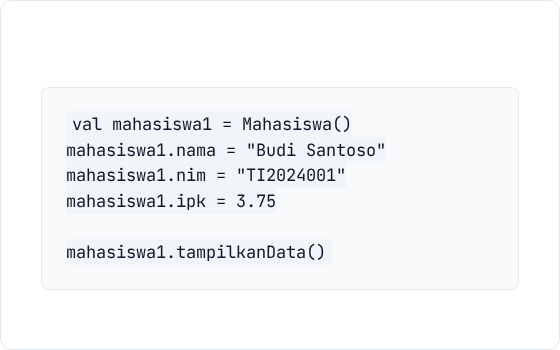 val mahasiswa1 = Mahasiswa()
mahasiswa1.nama = "Budi Santoso"
mahasiswa1.nim = "TI2024001"
mahasiswa1.ipk = 3.75
mahasiswa1.tampilkanData()